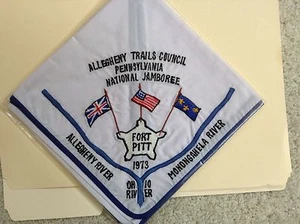 ALLEGHENY TRAILS COUNCIL
PENNSYLVANIA
NATIONAL JAMBOREE
FORT
PITT
1973
ALLEGHENY RIVER
MONONGAHELA RIVER
OHIO
RIVER